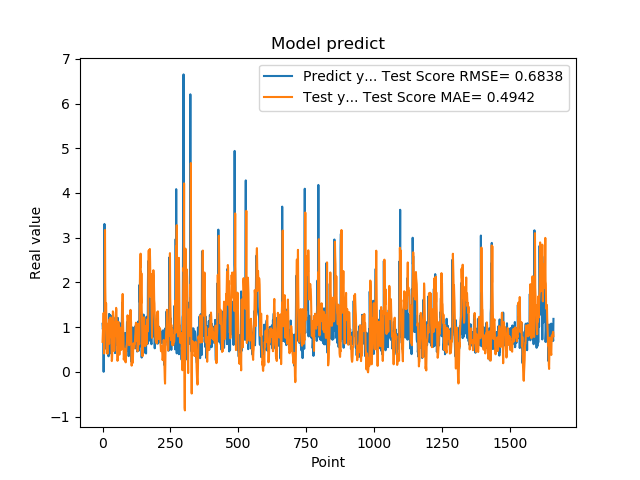 Model predict
Predict y... Test Score RMSE= 0.6838
Test y... Test Score MAE= 0.4942
Real value
7
6
5
4
3
2
1
0
−1
0 250 500 750 1000 1250 1500
Point